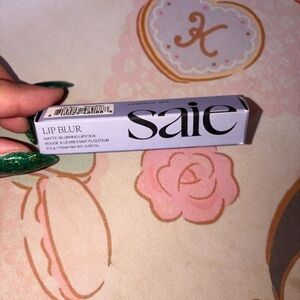 K
saie
LIP BLUR
MATTE BLURRING LIPSTICK
ROUGE À LÈVRES MAT FLOUTEUR